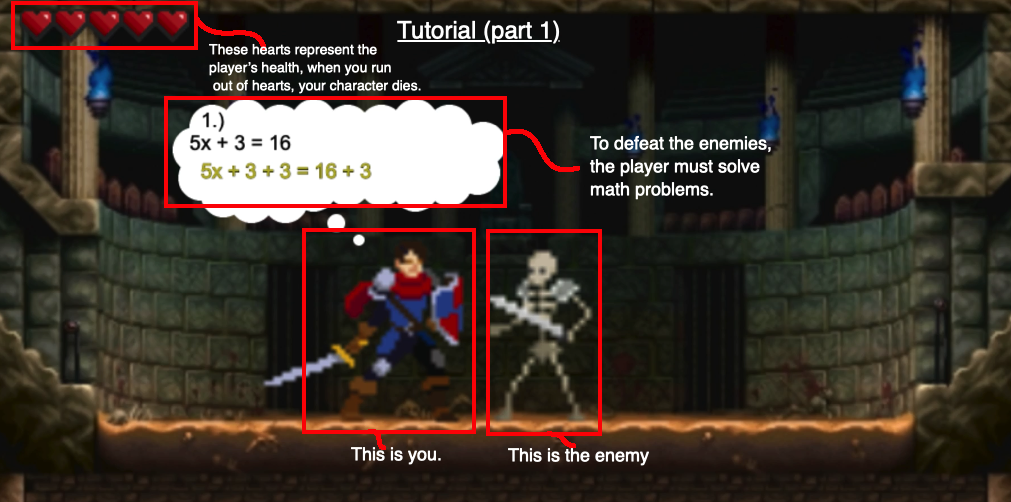 Tutorial (part 1)
These hearts represent the
player's health, when you run
out of hearts, your character dies.
1.)
5x + 3 = 16
5x + 3 + 3 = 16 + 3
To defeat the enemies,
the player must solve
math problems.
This is you.
This is the enemy